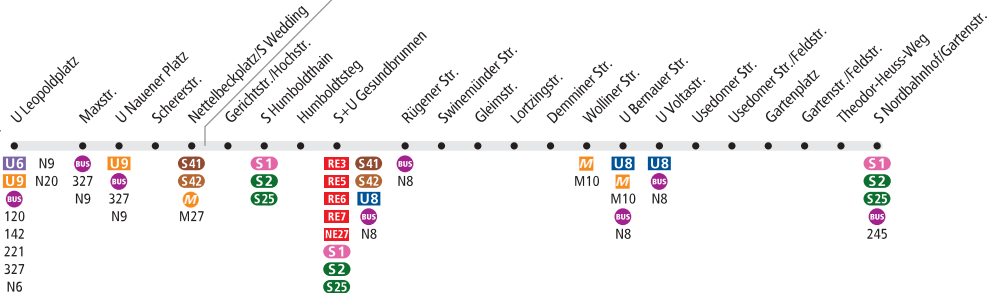 U Leopoldplatz
Maxstr.
U Nauener Platz
Schererstr.
Nettelbeckplatz/S Wedding
Gerichtstr./Hochstr.
S Humboldthain
Humboldtsteg
S+U Gesundbrunnen
Rügener Str.
Swinemünder Str.
Gleimstr.
Lortzingstr.
Demminer Str.
Wolliner Str.
U Bernauer Str.
U Voltastr.
Usedomer Str.
Usedomer Str./Feldstr.
Gartenplatz
Gartenstr./Feldstr.
Theodor-Heuss-Weg
S Nordbahnhof/Gartenstr.
U6 N9
U9 N20
BUS
120
142
221
327
N6
BUS
327
N9
U9
BUS
327
N9
S41
S42
M
M27
S1
S2
S25
RE3 S41
RE5 S42
RE6 U8
RE7 BUS
NE27 N8
S1
S2
S25
BUS
N8
M
M10
U8
M
M10
BUS
N8
U8
BUS
N8
S1
S2
S25
BUS
245